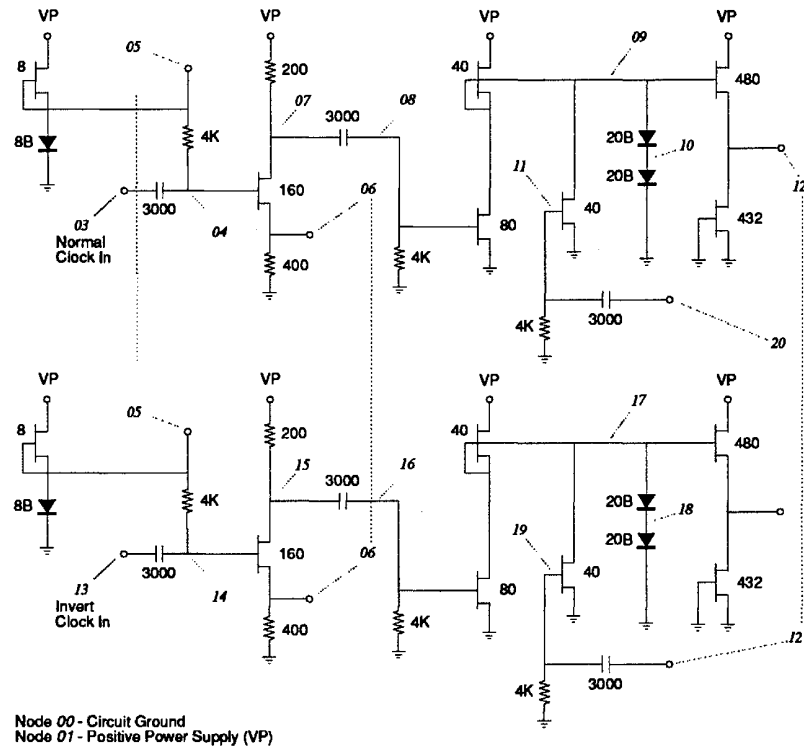 VP VP VP VP
8 05 200 40 09 480
07 3000 08
8B 4K 20B 10
11 20B 12
160 06
03 3000 04 80 40 432
Normal
Clock In
400 4K
4K 3000 20
VP VP VP VP
8 05 200 40 17 480
15 3000 16
8B 4K 20B 18
19 20B
160 06
13 3000 14 80 40 432
Invert
Clock In
400 4K
12
4K 3000
Node 00 - Circuit Ground
Node 01 - Positive Power Supply (VP)